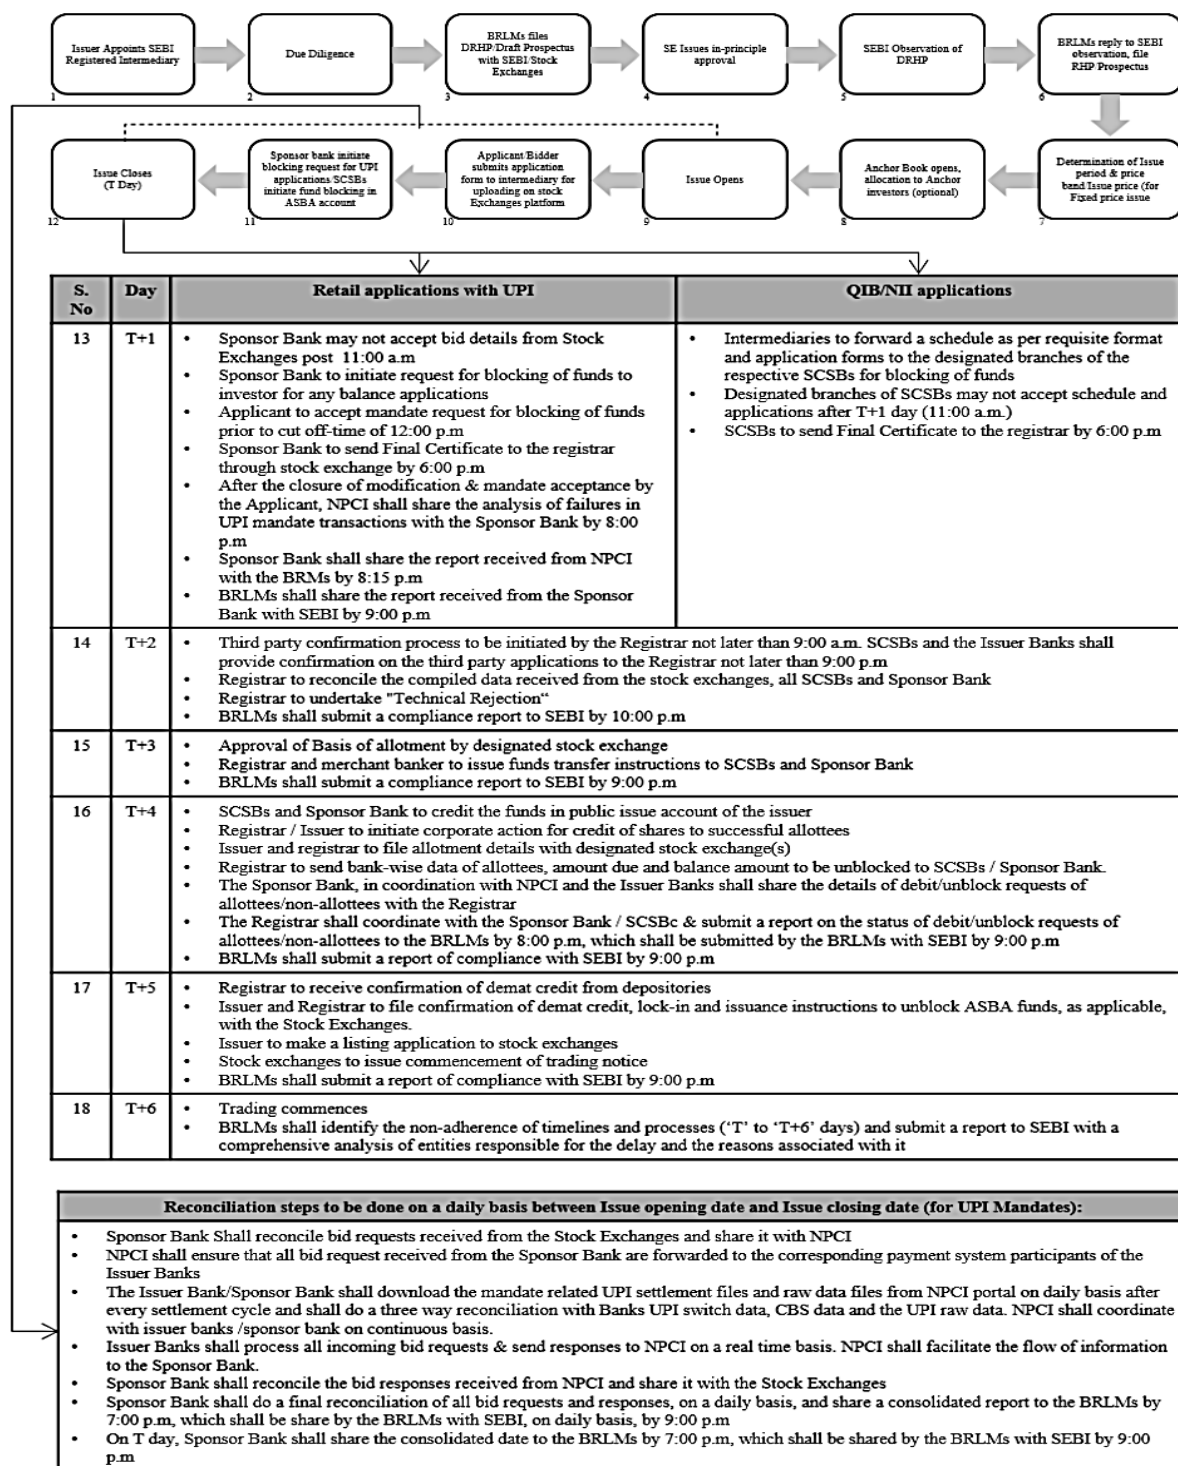 Issuer Appoints SEBI
Registered Intermediary
1
Due Diligence
2
BRLMs files
DRHP/Draft Prospectus
with SEBI/Stock
Exchanges
3
SE Issues in-principle
approval
4
SEBI Observation of
DRHP
5
BRLMs reply to SEBI
observation, file
RHP Prospectus
6
Determination of Issue
period & price
band Issue price (for
Fixed price issue
7
Anchor Book opens,
allocation to Anchor
investors (optional)
8
Issue Opens
9
Applicant/Bidder
submits application
form to intermediary for
uploading on stock
Exchanges platform
10
Sponsor bank initiate
blocking request for UPI
applications/SCSBs
initiate fund blocking in
ASBA account
11
Issue Closes
(T Day)
12
S. No
Day
Retail applications with UPI
QIB/NII applications
13
T+1
• Sponsor Bank may not accept bid details from Stock
Exchanges post 11:00 a.m
• Sponsor Bank to initiate request for blocking of funds to
investor for any balance applications
• Applicant to accept mandate request for blocking of funds
prior to cut off-time of 12:00 p.m
• Sponsor Bank to send Final Certificate to the registrar
through stock exchange by 6:00 p.m
• After the closure of modification & mandate acceptance by
the Applicant, NPCI shall share the analysis of failures in
UPI mandate transactions with the Sponsor Bank by 8:00
p.m
• Sponsor Bank shall share the report received from NPCI
with the BRMs by 8:15 p.m
• BRLMs shall share the report received from the Sponsor
Bank with SEBI by 9:00 p.m
• Intermediaries to forward a schedule as per requisite format
and application forms to the designated branches of the
respective SCSBs for blocking of funds
• Designated branches of SCSBs may not accept schedule and
applications after T+1 day (11:00 a.m.)
• SCSBs to send Final Certificate to the registrar by 6:00 p.m
14
T+2
• Third party confirmation process to be initiated by the Registrar not later than 9:00 a.m. SCSBs and the Issuer Banks shall
provide confirmation on the third party applications to the Registrar not later than 9:00 p.m
• Registrar to reconcile the compiled data received from the stock exchanges, all SCSBs and Sponsor Bank
• Registrar to undertake "Technical Rejection“
• BRLMs shall submit a compliance report to SEBI by 10:00 p.m
15
T+3
• Approval of Basis of allotment by designated stock exchange
• Registrar and merchant banker to issue funds transfer instructions to SCSBs and Sponsor Bank
• BRLMs shall submit a compliance report to SEBI by 9:00 p.m
16
T+4
• SCSBs and Sponsor Bank to credit the funds in public issue account of the issuer
• Registrar / Issuer to initiate corporate action for credit of shares to successful allottees
• Issuer and registrar to file allotment details with designated stock exchange(s)
• Registrar to send bank-wise data of allottees, amount due and balance amount to be unblocked to SCSBs / Sponsor Bank.
• The Sponsor Bank, in coordination with NPCI and the Issuer Banks shall share the details of debit/unblock requests of
allottees/non-allottees with the Registrar
• The Registrar shall coordinate with the Sponsor Bank / SCSBc & submit a report on the status of debit/unblock requests of
allottees/non-allottees to the BRLMs by 8:00 p.m, which shall be submitted by the BRLMs with SEBI by 9:00 p.m
• BRLMs shall submit a report of compliance with SEBI by 9:00 p.m
17
T+5
• Registrar to receive confirmation of demat credit from depositories
• Issuer and Registrar to file confirmation of demat credit, lock-in and issuance instructions to unblock ASBA funds, as applicable,
with the Stock Exchanges.
• Issuer to make a listing application to stock exchanges
• Stock exchanges to issue commencement of trading notice
• BRLMs shall submit a report of compliance with SEBI by 9:00 p.m
18
T+6
• Trading commences
• BRLMs shall identify the non-adherence of timelines and processes (‘T’ to ‘T+6’ days) and submit a report to SEBI with a
comprehensive analysis of entities responsible for the delay and the reasons associated with it
Reconciliation steps to be done on a daily basis between Issue opening date and Issue closing date (for UPI Mandates):
• Sponsor Bank Shall reconcile bid requests received from the Stock Exchanges and share it with NPCI
• NPCI shall ensure that all bid request received from the Sponsor Bank are forwarded to the corresponding payment system participants of the
Issuer Banks
• The Issuer Bank/Sponsor Bank shall download the mandate related UPI settlement files and raw data files from NPCI portal on daily basis after
every settlement cycle and shall do a three way reconciliation with Banks UPI switch data, CBS data and the UPI raw data. NPCI shall coordinate
with issuer banks /sponsor bank on continuous basis.
• Issuer Banks shall process all incoming bid requests & send responses to NPCI on a real time basis. NPCI shall facilitate the flow of information
to the Sponsor Bank.
• Sponsor Bank shall reconcile the bid responses received from NPCI and share it with the Stock Exchanges
• Sponsor Bank shall do a final reconciliation of all bid requests and responses, on a daily basis, and share a consolidated report to the BRLMs by
7:00 p.m, which shall be share by the BRLMs with SEBI, on daily basis, by 9:00 p.m
• On T day, Sponsor Bank shall share the consolidated date to the BRLMs by 7:00 p.m, which shall be shared by the BRLMs with SEBI by 9:00
p.m